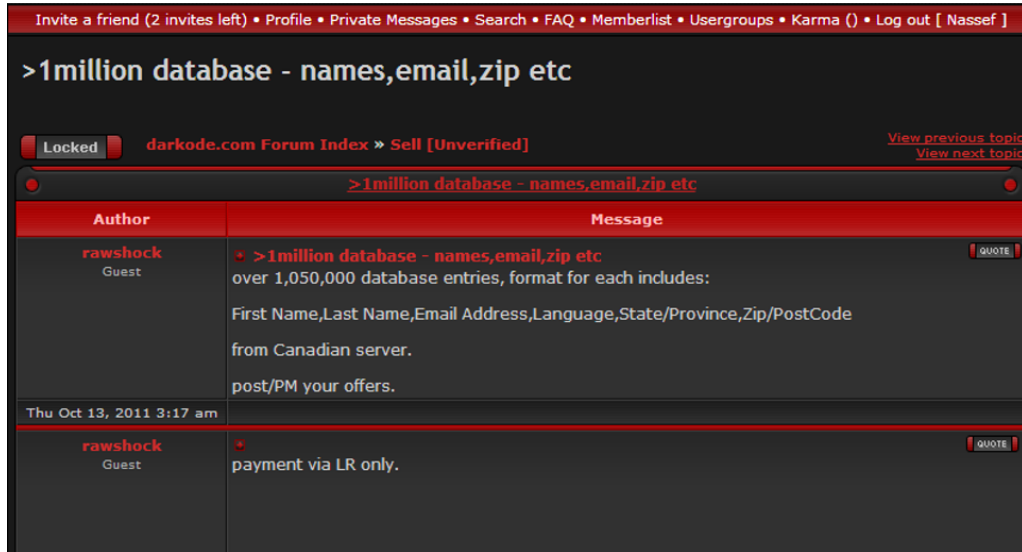 Invite a friend (2 invites left) • Profile • Private Messages • Search • FAQ • Memberlist • Usergroups • Karma () • Log out [ Nassef ]
>1million database - names,email,zip etc
Locked
darkode.com Forum Index » Sell [Unverified]
View previous topic
View next topic
>1million database - names,email,zip etc
Author Message
rawshock
Guest
>1million database - names,email,zip etc
QUOTE
over 1,050,000 database entries, format for each includes:
First Name,Last Name,Email Address,Language,State/Province,Zip/PostCode
from Canadian server.
post/PM your offers.
Thu Oct 13, 2011 3:17 am
rawshock
Guest
QUOTE
payment via LR only.